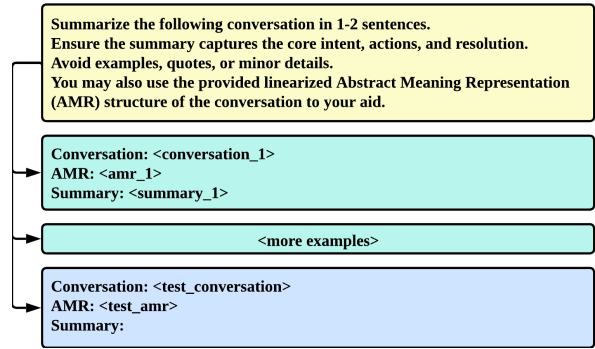 Summarize the following conversation in 1-2 sentences.
Ensure the summary captures the core intent, actions, and resolution.
Avoid examples, quotes, or minor details.
You may also use the provided linearized Abstract Meaning Representation
(AMR) structure of the conversation to your aid.
Conversation: <conversation_1>
AMR: <amr_1>
Summary: <summary_1>
<more examples>
Conversation: <test_conversation>
AMR: <test_amr>
Summary: